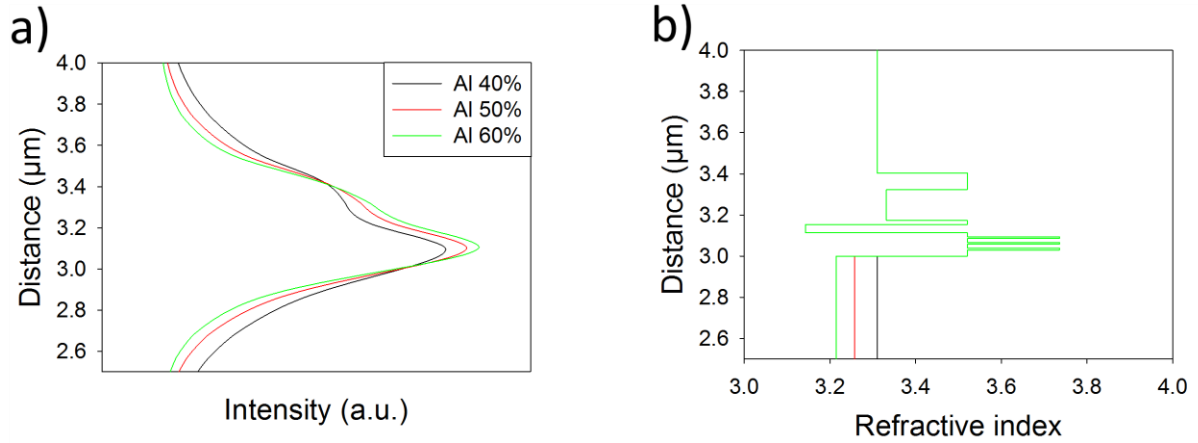 a)
4.0
3.8
3.6
3.4
3.2
3.0
2.8
2.6
Distance (µm)
Intensity (a.u.)
Al 40%
Al 50%
Al 60%
b)
4.0
3.8
3.6
3.4
3.2
3.0
2.8
2.6
Distance (µm)
3.0 3.2 3.4 3.6 3.8 4.0
Refractive index